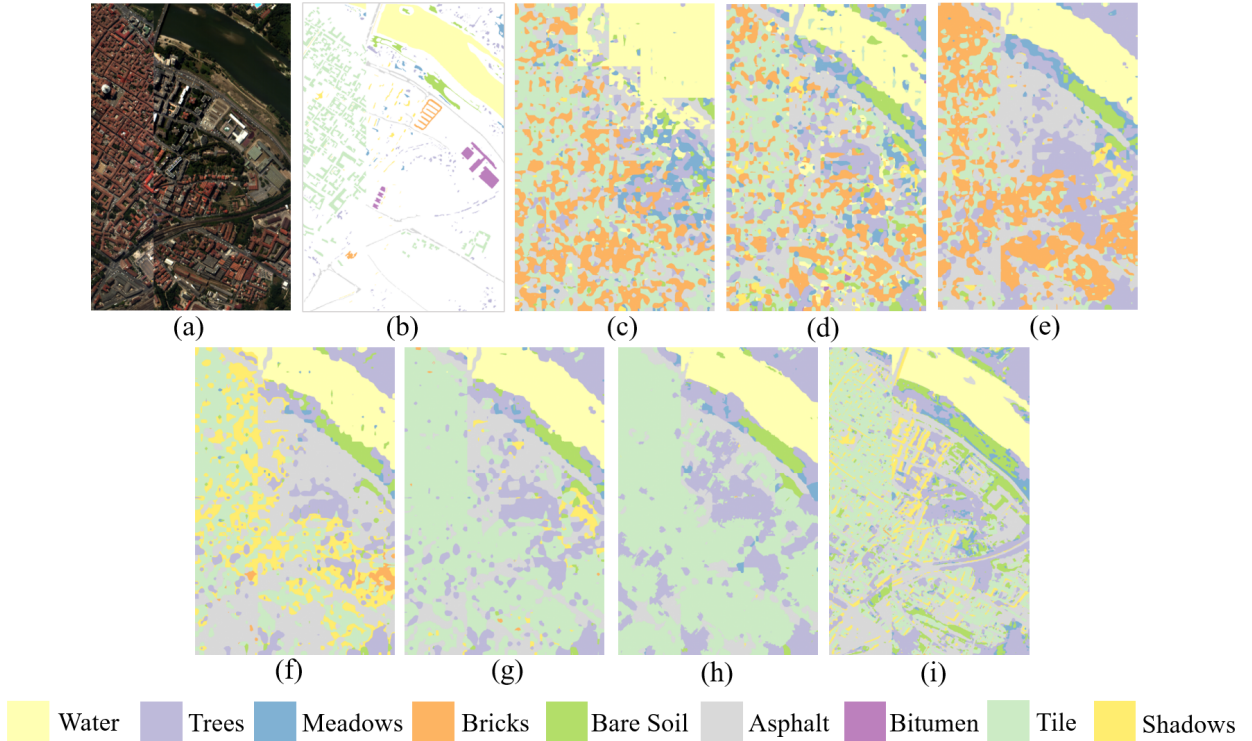 (a) (b) (c) (d) (e)
(f) (g) (h) (i)
Water Trees Meadows Bricks Bare Soil Asphalt Bitumen Tile Shadows